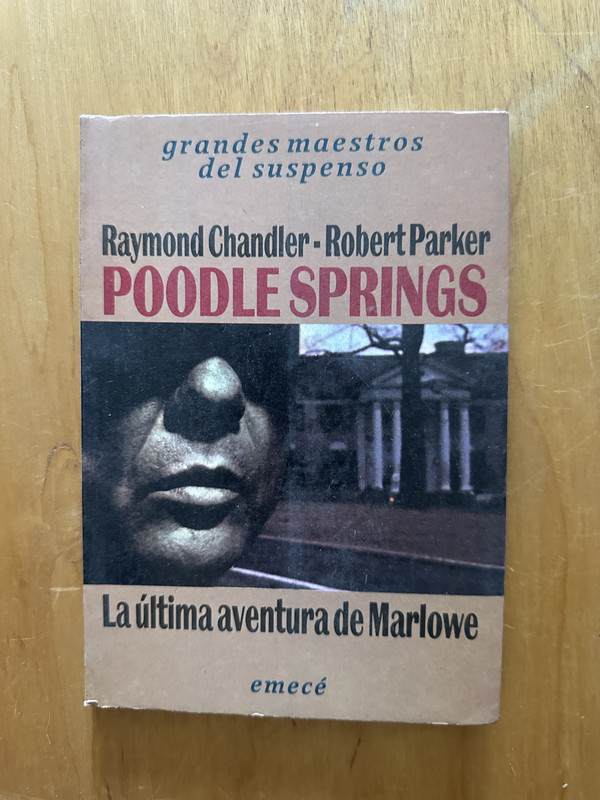 grandes maestros
del suspenso
Raymond Chandler - Robert Parker
POODLE SPRINGS
La última aventura de Marlowe
emecé